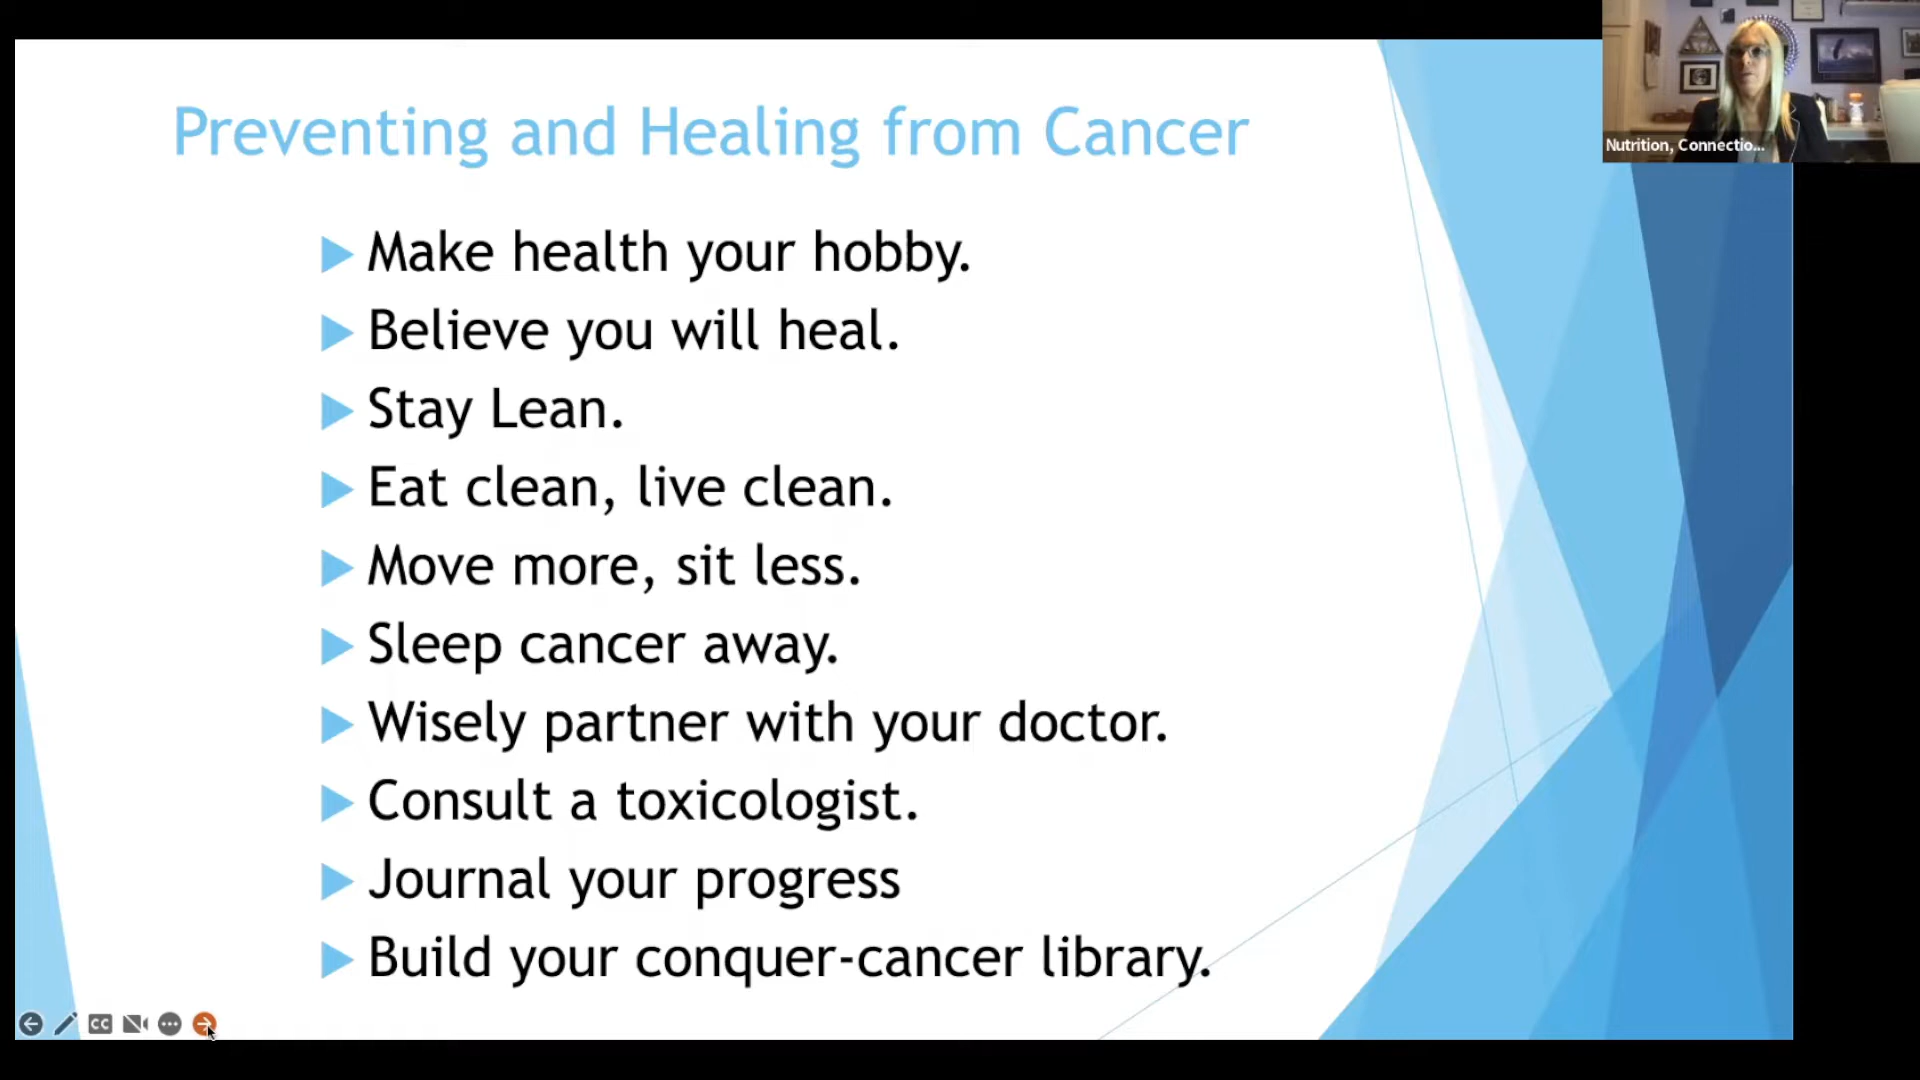 Preventing and Healing from Cancer
Make health your hobby.
Believe you will heal.
Stay Lean.
Eat clean, live clean.
Move more, sit less.
Sleep cancer away.
Wisely partner with your doctor.
Consult a toxicologist.
Journal your progress
Build your conquer-cancer library.
Nutrition, Connectio...
CC